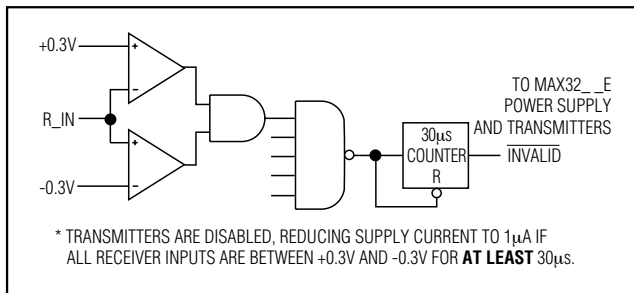 +0.3V
+
-
R_IN
+
-
-0.3V
30μs
COUNTER
R
TO MAX32_ _E
POWER SUPPLY
AND TRANSMITTERS
INVALID
* TRANSMITTERS ARE DISABLED, REDUCING SUPPLY CURRENT TO 1μA IF
ALL RECEIVER INPUTS ARE BETWEEN +0.3V AND -0.3V FOR AT LEAST 30μs.